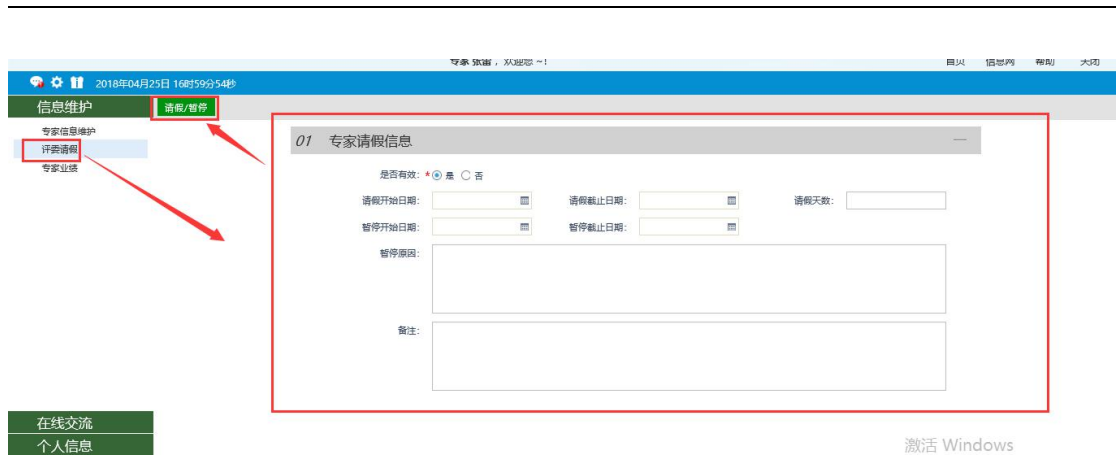 专家 张雷，欢迎您 ~! 首页 信息网 帮助 关闭
2018年04月25日 16时59分54秒
信息维护 请假/暂停
专家信息维护
评委请假
专家业绩
01 专家请假信息
是否有效: * 是 否
请假开始日期: 请假截止日期: 请假天数:
暂停开始日期: 暂停截止日期:
暂停原因:
备注:
在线交流
个人信息
激活 Windows